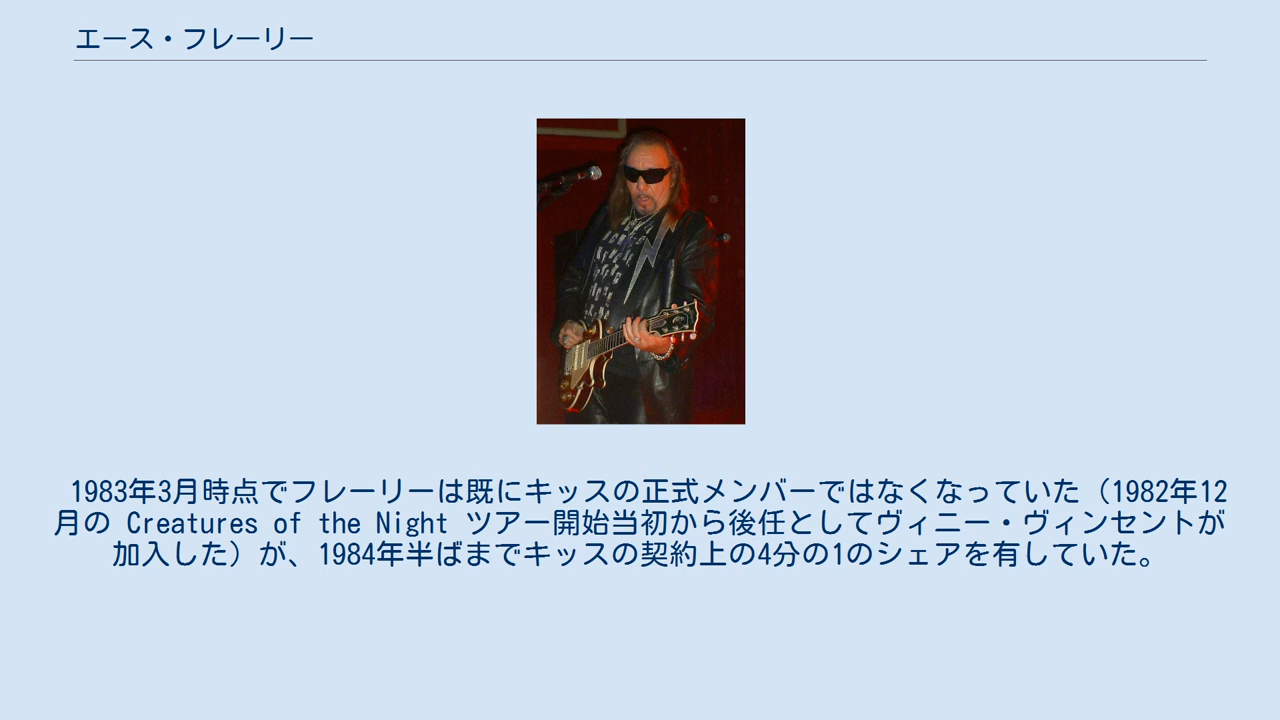 エース・フレーリー
1983年3月時点でフレーリーは既にキッスの正式メンバーではなくなっていた（1982年12
月の Creatures of the Night ツアー開始当初から後任としてヴィニー・ヴィンセントが
加入した）が、1984年半ばまでキッスの契約上の4分の1のシェアを有していた。